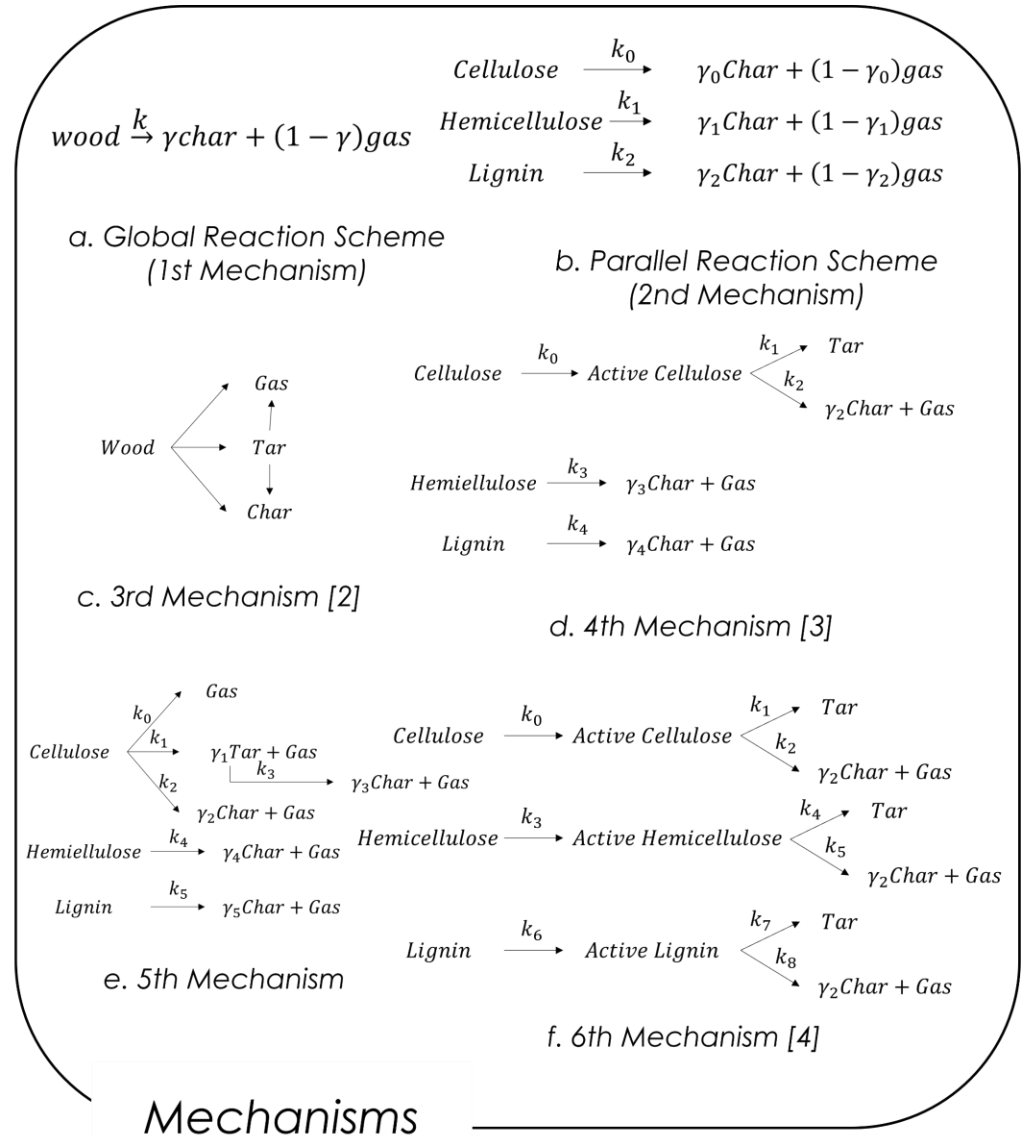 wood k→ γchar + (1 − γ)gas
a. Global Reaction Scheme
(1st Mechanism)
Cellulose k₀→ γ₀Char + (1 − γ₀)gas
Hemicellulose k₁→ γ₁Char + (1 − γ₁)gas
Lignin k₂→ γ₂Char + (1 − γ₂)gas
b. Parallel Reaction Scheme
(2nd Mechanism)
Gas
Wood Tar
Char
c. 3rd Mechanism [2]
k₁ Tar
Cellulose k₀→ Active Cellulose
k₂
γ₂Char + Gas
Hemiellulose k₃→ γ₃Char + Gas
Lignin k₄→ γ₄Char + Gas
d. 4th Mechanism [3]
Gas
k₀
Cellulose k₁ γ₁Tar + Gas
k₃
k₂ γ₃Char + Gas
γ₂Char + Gas
Hemiellulose k₄→ γ₄Char + Gas
Lignin k₅→ γ₅Char + Gas
e. 5th Mechanism
k₁ Tar
Cellulose k₀→ Active Cellulose
k₂
γ₂Char + Gas
k₄ Tar
Hemicellulose k₃→ Active Hemicellulose
k₅
γ₂Char + Gas
k₇ Tar
Lignin k₆→ Active Lignin
k₈
γ₂Char + Gas
f. 6th Mechanism [4]
Mechanisms